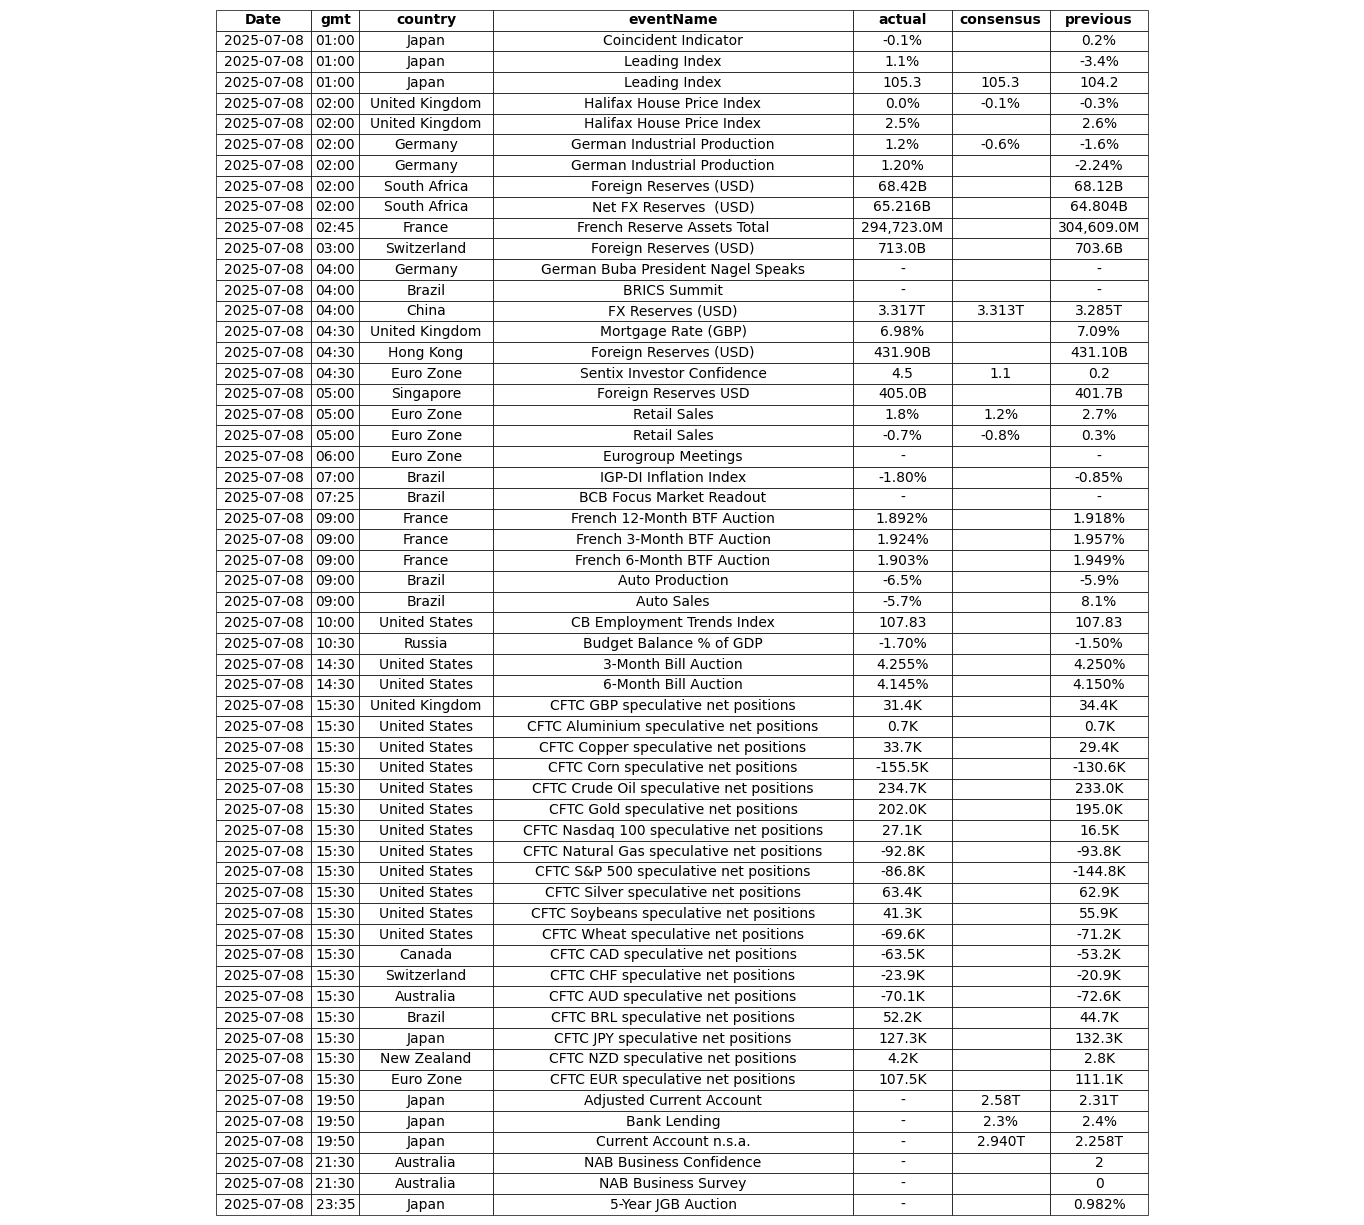 Date gmt country eventName actual consensus previous
2025-07-08 01:00 Japan Coincident Indicator -0.1% 0.2%
2025-07-08 01:00 Japan Leading Index 1.1% -3.4%
2025-07-08 01:00 Japan Leading Index 105.3 105.3 104.2
2025-07-08 02:00 United Kingdom Halifax House Price Index 0.0% -0.1% -0.3%
2025-07-08 02:00 United Kingdom Halifax House Price Index 2.5% 2.6%
2025-07-08 02:00 Germany German Industrial Production 1.2% -0.6% -1.6%
2025-07-08 02:00 Germany German Industrial Production 1.20% -2.24%
2025-07-08 02:00 South Africa Foreign Reserves (USD) 68.42B 68.12B
2025-07-08 02:00 South Africa Net FX Reserves  (USD) 65.216B 64.804B
2025-07-08 02:45 France French Reserve Assets Total 294,723.0M 304,609.0M
2025-07-08 03:00 Switzerland Foreign Reserves (USD) 713.0B 703.6B
2025-07-08 04:00 Germany German Buba President Nagel Speaks - -
2025-07-08 04:00 Brazil BRICS Summit - -
2025-07-08 04:00 China FX Reserves (USD) 3.317T 3.313T 3.285T
2025-07-08 04:30 United Kingdom Mortgage Rate (GBP) 6.98% 7.09%
2025-07-08 04:30 Hong Kong Foreign Reserves (USD) 431.90B 431.10B
2025-07-08 04:30 Euro Zone Sentix Investor Confidence 4.5 1.1 0.2
2025-07-08 05:00 Singapore Foreign Reserves USD 405.0B 401.7B
2025-07-08 05:00 Euro Zone Retail Sales 1.8% 1.2% 2.7%
2025-07-08 05:00 Euro Zone Retail Sales -0.7% -0.8% 0.3%
2025-07-08 06:00 Euro Zone Eurogroup Meetings - -
2025-07-08 07:00 Brazil IGP-DI Inflation Index -1.80% -0.85%
2025-07-08 07:25 Brazil BCB Focus Market Readout - -
2025-07-08 09:00 France French 12-Month BTF Auction 1.892% 1.918%
2025-07-08 09:00 France French 3-Month BTF Auction 1.924% 1.957%
2025-07-08 09:00 France French 6-Month BTF Auction 1.903% 1.949%
2025-07-08 09:00 Brazil Auto Production -6.5% -5.9%
2025-07-08 09:00 Brazil Auto Sales -5.7% 8.1%
2025-07-08 10:00 United States CB Employment Trends Index 107.83 107.83
2025-07-08 10:30 Russia Budget Balance % of GDP -1.70% -1.50%
2025-07-08 14:30 United States 3-Month Bill Auction 4.255% 4.250%
2025-07-08 14:30 United States 6-Month Bill Auction 4.145% 4.150%
2025-07-08 15:30 United Kingdom CFTC GBP speculative net positions 31.4K 34.4K
2025-07-08 15:30 United States CFTC Aluminium speculative net positions 0.7K 0.7K
2025-07-08 15:30 United States CFTC Copper speculative net positions 33.7K 29.4K
2025-07-08 15:30 United States CFTC Corn speculative net positions -155.5K -130.6K
2025-07-08 15:30 United States CFTC Crude Oil speculative net positions 234.7K 233.0K
2025-07-08 15:30 United States CFTC Gold speculative net positions 202.0K 195.0K
2025-07-08 15:30 United States CFTC Nasdaq 100 speculative net positions 27.1K 16.5K
2025-07-08 15:30 United States CFTC Natural Gas speculative net positions -92.8K -93.8K
2025-07-08 15:30 United States CFTC S&P 500 speculative net positions -86.8K -144.8K
2025-07-08 15:30 United States CFTC Silver speculative net positions 63.4K 62.9K
2025-07-08 15:30 United States CFTC Soybeans speculative net positions 41.3K 55.9K
2025-07-08 15:30 United States CFTC Wheat speculative net positions -69.6K -71.2K
2025-07-08 15:30 Canada CFTC CAD speculative net positions -63.5K -53.2K
2025-07-08 15:30 Switzerland CFTC CHF speculative net positions -23.9K -20.9K
2025-07-08 15:30 Australia CFTC AUD speculative net positions -70.1K -72.6K
2025-07-08 15:30 Brazil CFTC BRL speculative net positions 52.2K 44.7K
2025-07-08 15:30 Japan CFTC JPY speculative net positions 127.3K 132.3K
2025-07-08 15:30 New Zealand CFTC NZD speculative net positions 4.2K 2.8K
2025-07-08 15:30 Euro Zone CFTC EUR speculative net positions 107.5K 111.1K
2025-07-08 19:50 Japan Adjusted Current Account - 2.58T 2.31T
2025-07-08 19:50 Japan Bank Lending - 2.3% 2.4%
2025-07-08 19:50 Japan Current Account n.s.a. - 2.940T 2.258T
2025-07-08 21:30 Australia NAB Business Confidence - 2
2025-07-08 21:30 Australia NAB Business Survey - 0
2025-07-08 23:35 Japan 5-Year JGB Auction - 0.982%